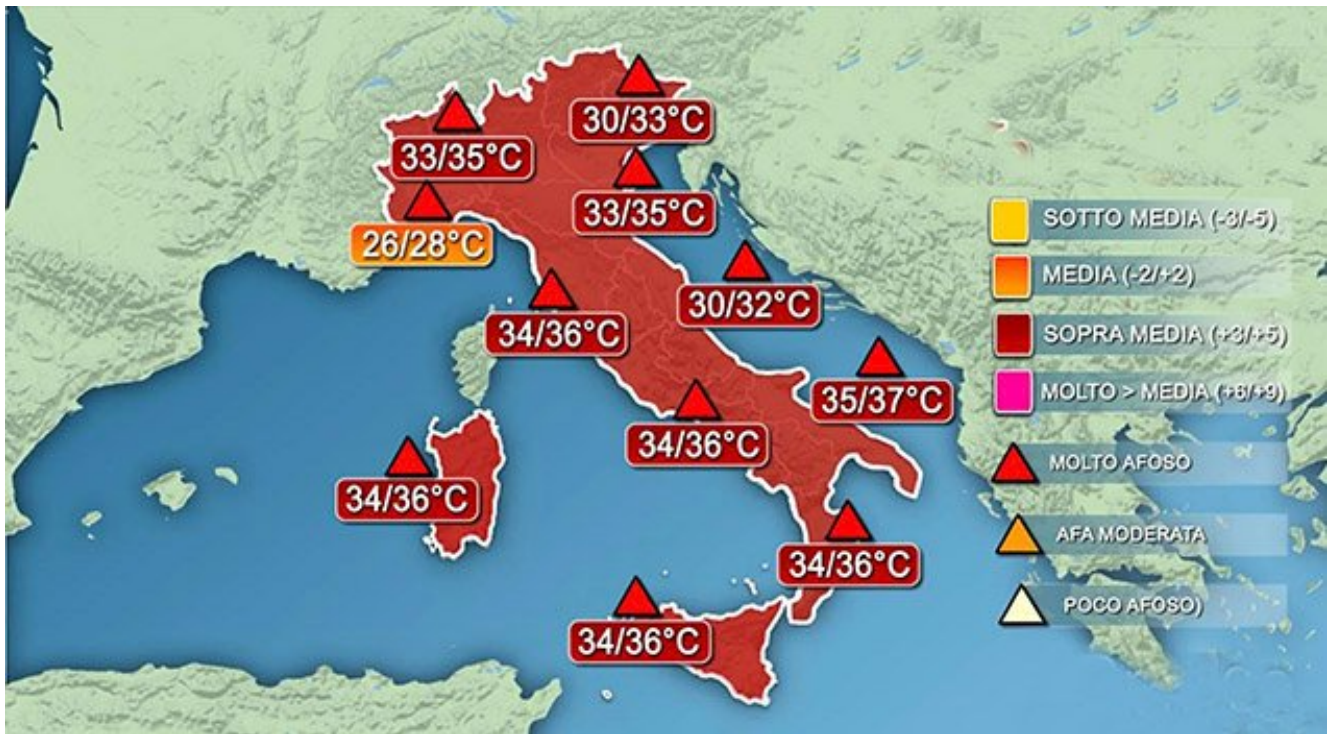 30/33°C
33/35°C
33/35°C
26/28°C
30/32°C
34/36°C
35/37°C
34/36°C
34/36°C
34/36°C
34/36°C
SOTTO MEDIA (-3/-5)
MEDIA (-2/+2)
SOPRA MEDIA (+3/+5)
MOLTO > MEDIA (+6/+9)
MOLTO AFOSO
AFA MODERATA
POCO AFOSO)